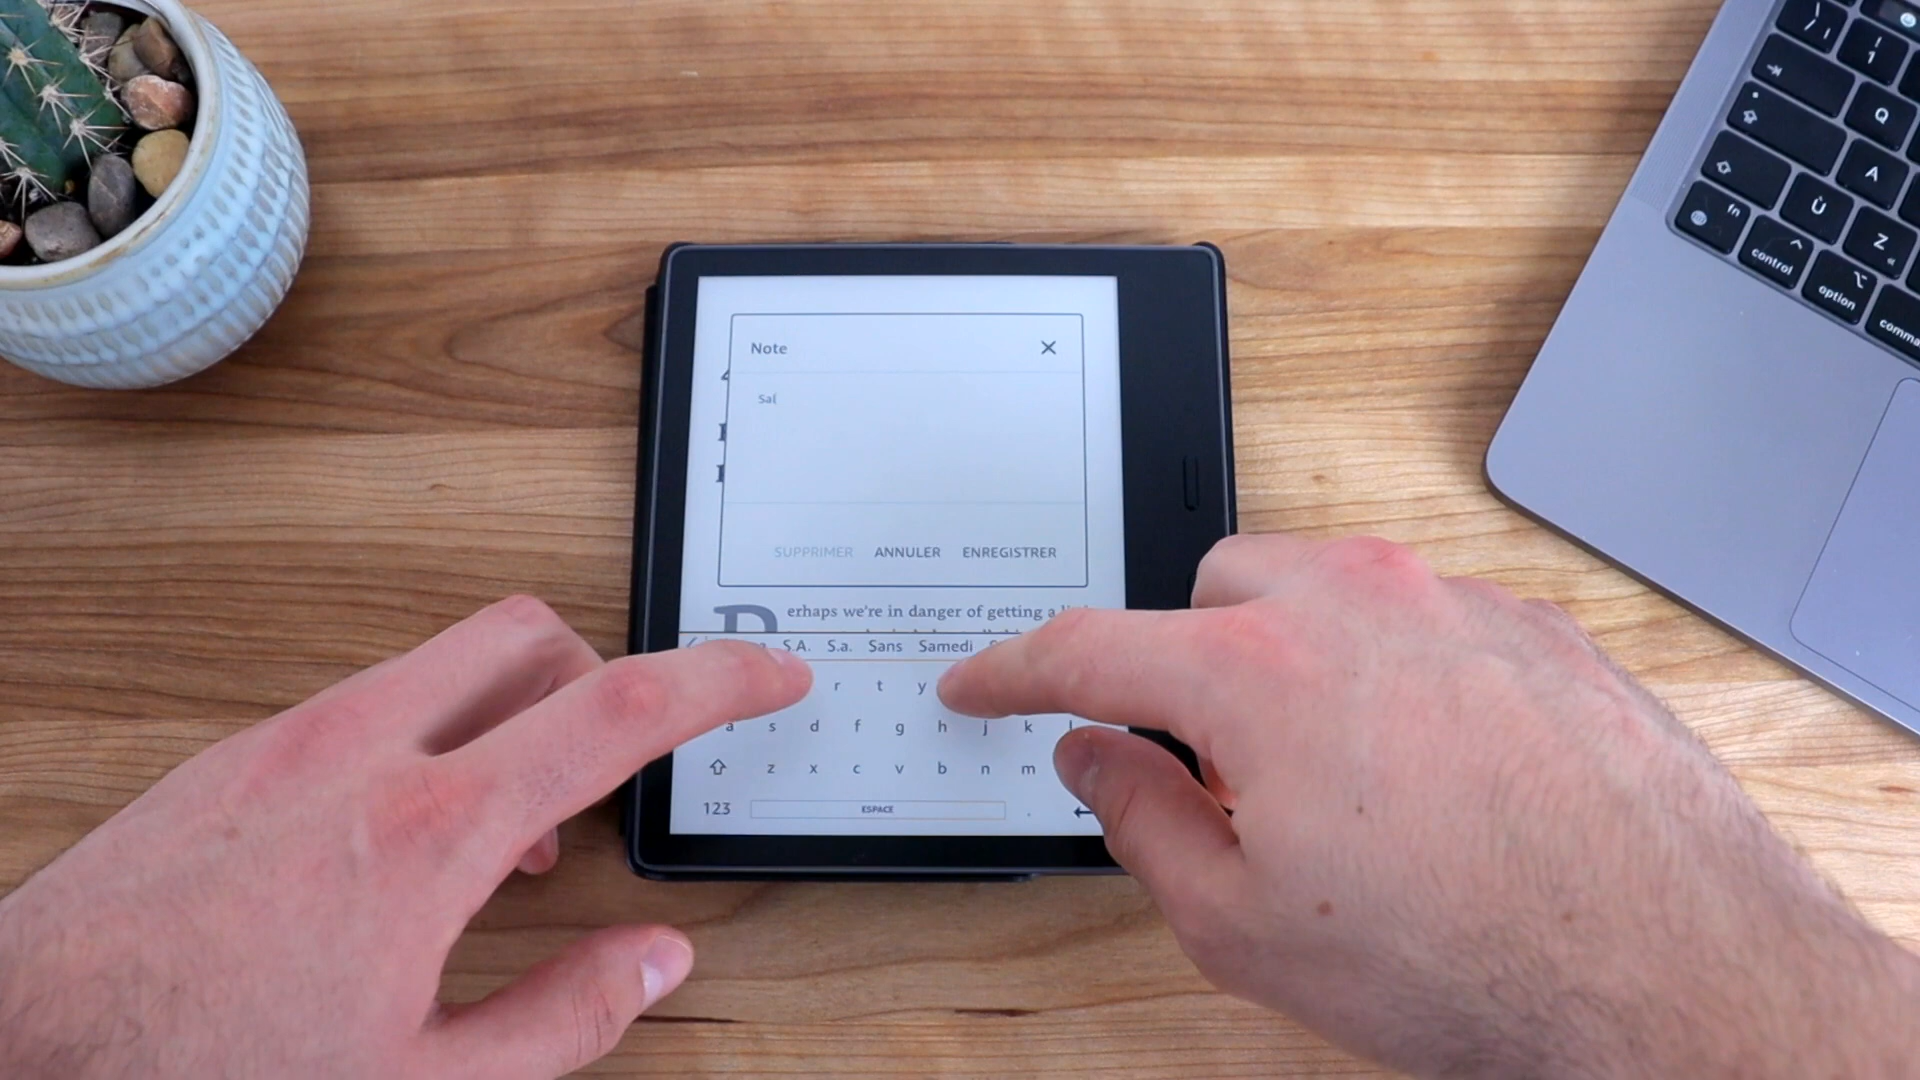 Note
Sal
SUPPRIMER ANNULER ENREGISTRER
erhaps we're in danger of getting a
S.A. S.a. Sans Samedi
r t y
a s d f g h j k l
z x c v b n m
123 ESPACE .
1
Q
A
fn Ù Z
control
option